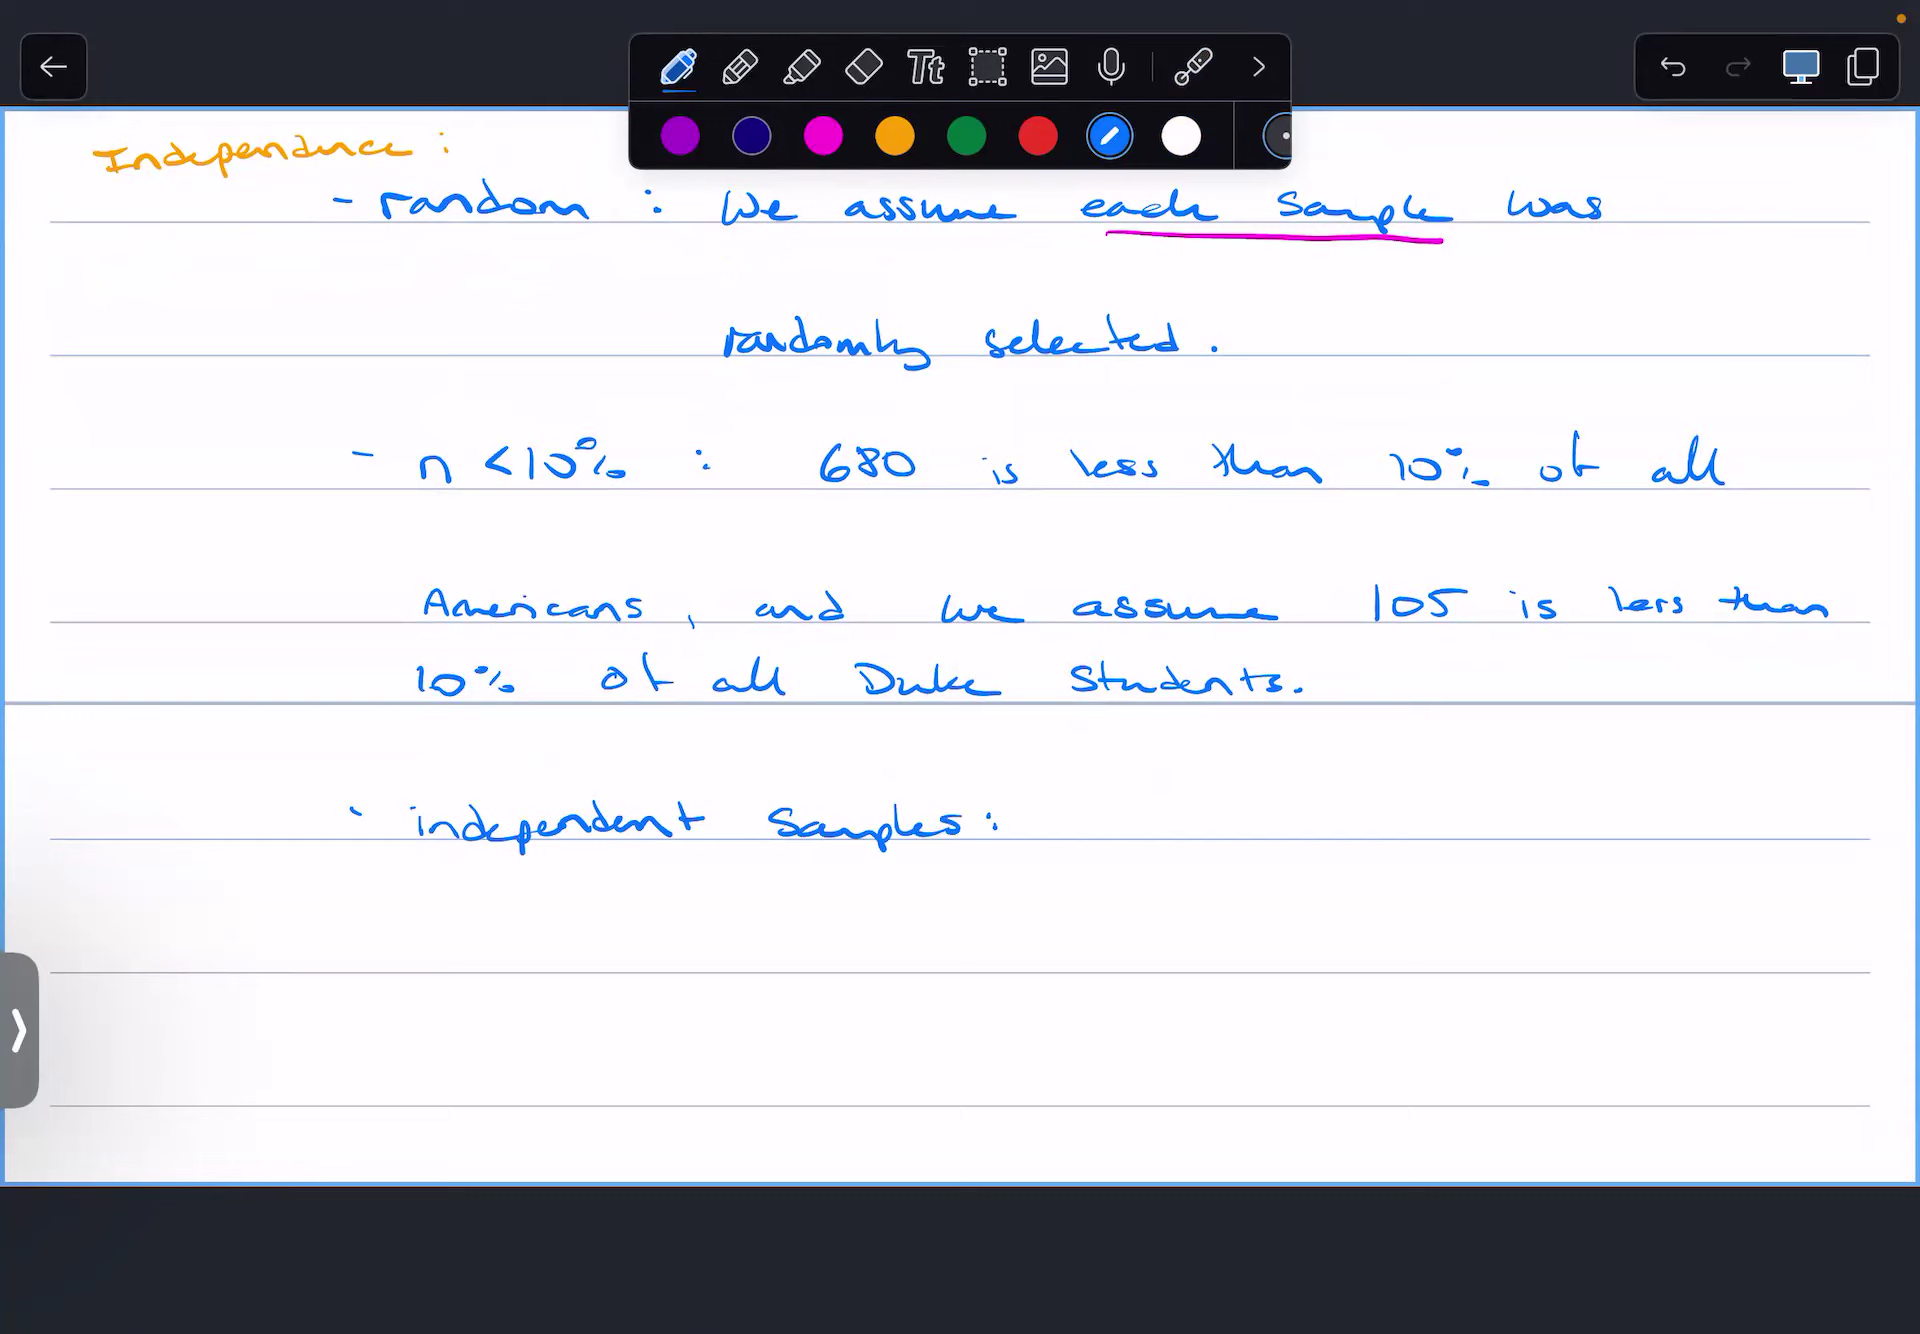 Independence :
- random : We assume each sample was
randomly selected .
- n < 10% : 680 is less than 10% of all
Americans , and we assume 105 is less than
10% of all Duke students.
- independent samples :
Tt